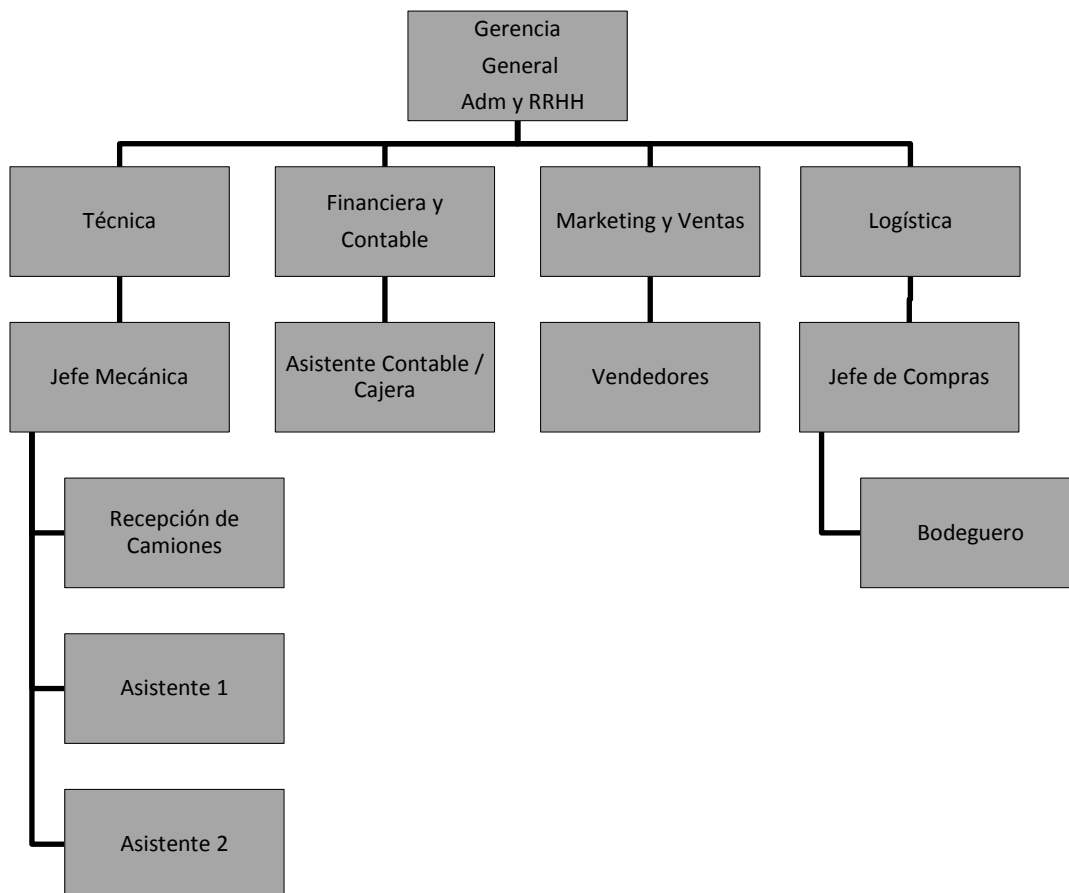 Gerencia
General
Adm y RRHH
Técnica
Financiera y
Contable
Marketing y Ventas
Logística
Jefe Mecánica
Asistente Contable /
Cajera
Vendedores
Jefe de Compras
Recepción de
Camiones
Bodeguero
Asistente 1
Asistente 2